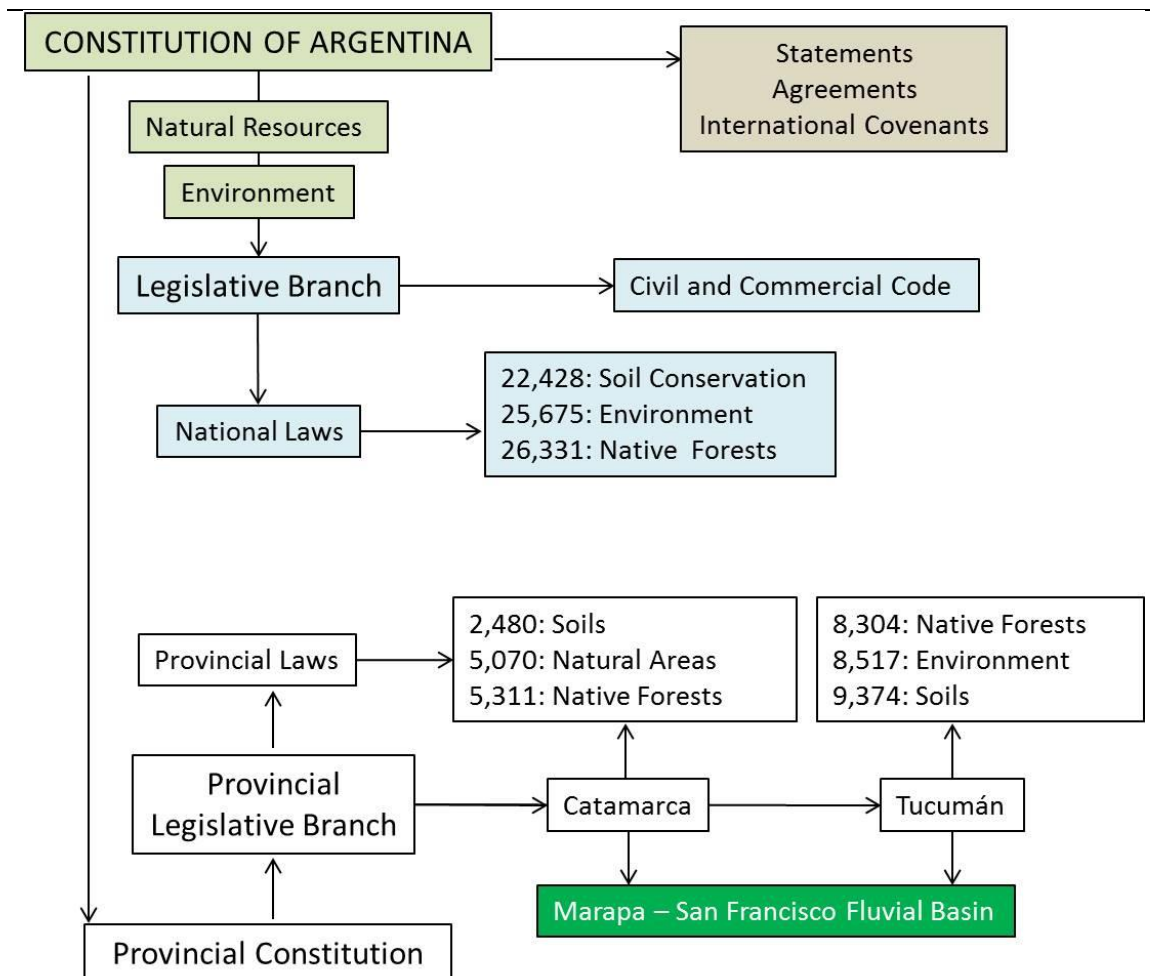 CONSTITUTION OF ARGENTINA
Statements
Agreements
International Covenants
Natural Resources
Environment
Legislative Branch
Civil and Commercial Code
National Laws
22,428: Soil Conservation
25,675: Environment
26,331: Native Forests
Provincial Laws
2,480: Soils
5,070: Natural Areas
5,311: Native Forests
8,304: Native Forests
8,517: Environment
9,374: Soils
Provincial
Legislative Branch
Catamarca
Tucumán
Marapa – San Francisco Fluvial Basin
Provincial Constitution